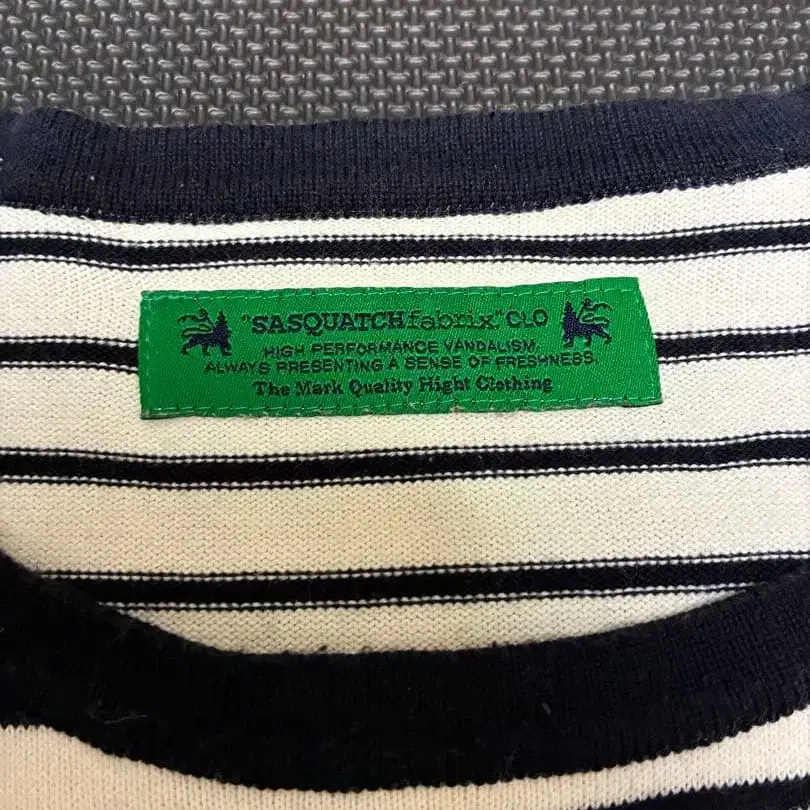 "SASQUATCHfabrix."CLO
HIGH PERFORMANCE VANDALISM.
ALWAYS PRESENTING A SENSE OF FRESHNESS.
The Mark Quality Hight Clothing